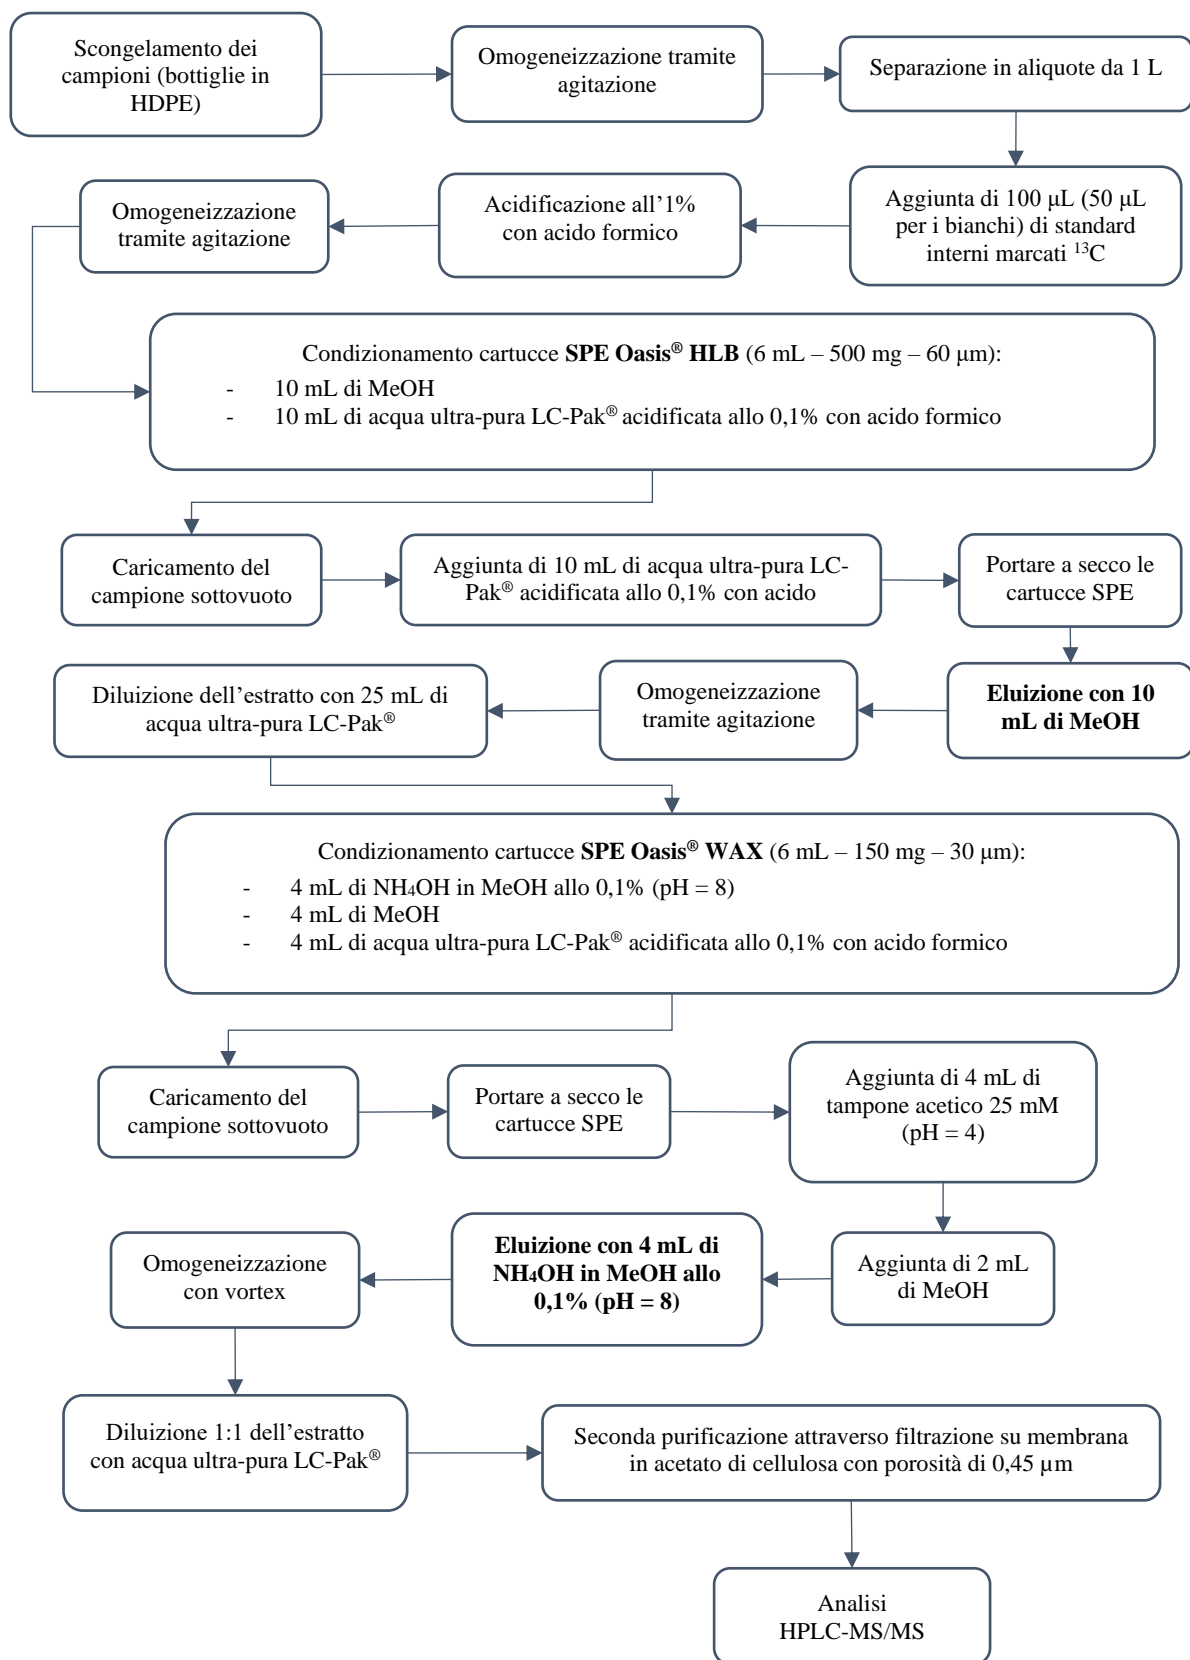 Scongelamento dei
campioni (bottiglie in
HDPE)
Omogeneizzazione tramite
agitazione
Separazione in aliquote da 1 L
Aggiunta di 100 µL (50 µL
per i bianchi) di standard
interni marcati ¹³C
Acidificazione all’1%
con acido formico
Omogeneizzazione
tramite agitazione
Condizionamento cartucce SPE Oasis® HLB (6 mL – 500 mg – 60 µm):
- 10 mL di MeOH
- 10 mL di acqua ultra-pura LC-Pak® acidificata allo 0,1% con acido formico
Caricamento del
campione sottovuoto
Aggiunta di 10 mL di acqua ultra-pura LC-
Pak® acidificata allo 0,1% con acido
Portare a secco le
cartucce SPE
Eluizione con 10
mL di MeOH
Omogeneizzazione
tramite agitazione
Diluizione dell’estratto con 25 mL di
acqua ultra-pura LC-Pak®
Condizionamento cartucce SPE Oasis® WAX (6 mL – 150 mg – 30 µm):
- 4 mL di NH₄OH in MeOH allo 0,1% (pH = 8)
- 4 mL di MeOH
- 4 mL di acqua ultra-pura LC-Pak® acidificata allo 0,1% con acido formico
Caricamento del
campione sottovuoto
Portare a secco le
cartucce SPE
Aggiunta di 4 mL di
tampone acetico 25 mM
(pH = 4)
Aggiunta di 2 mL
di MeOH
Eluizione con 4 mL di
NH₄OH in MeOH allo
0,1% (pH = 8)
Omogeneizzazione
con vortex
Diluizione 1:1 dell’estratto
con acqua ultra-pura LC-Pak®
Seconda purificazione attraverso filtrazione su membrana
in acetato di cellulosa con porosità di 0,45 µm
Analisi
HPLC-MS/MS